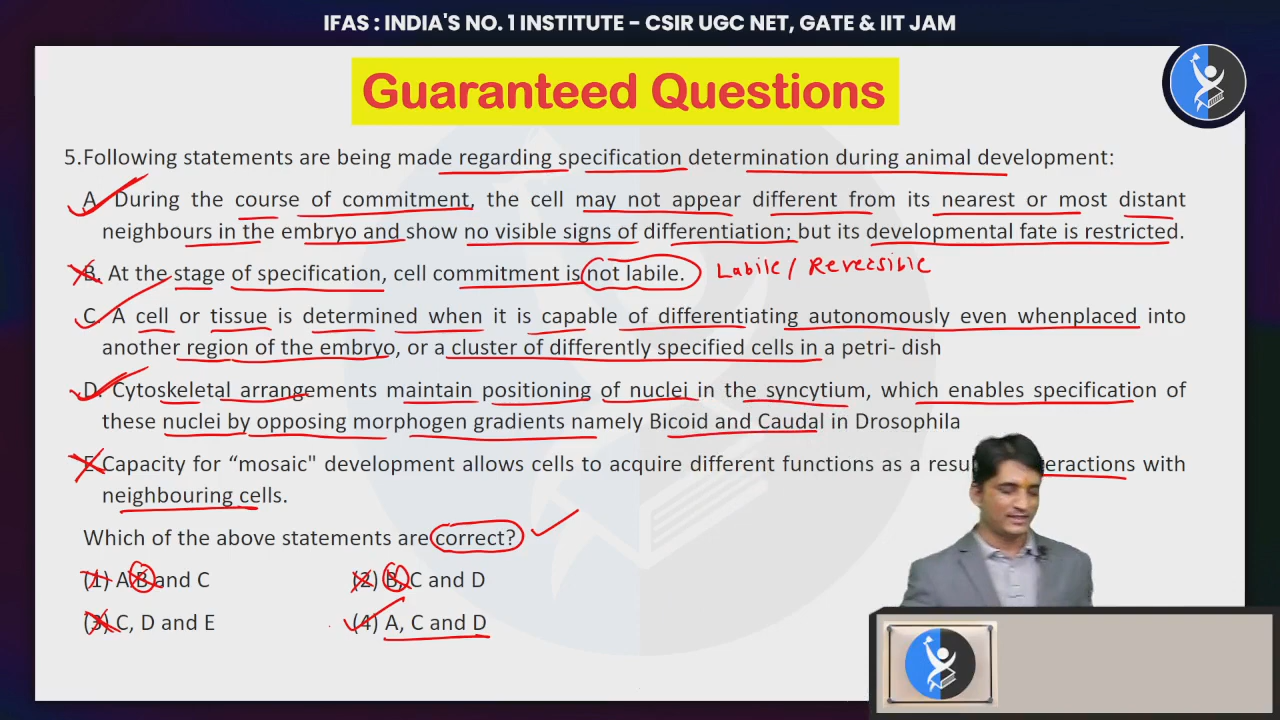 IFAS : INDIA'S NO. 1 INSTITUTE - CSIR UGC NET, GATE & IIT JAM
Guaranteed Questions
5.Following statements are being made regarding specification determination during animal development:
A. During the course of commitment, the cell may not appear different from its nearest or most distant
neighbours in the embryo and show no visible signs of differentiation; but its developmental fate is restricted.
B. At the stage of specification, cell commitment is not labile. Labile / Reversible
C. A cell or tissue is determined when it is capable of differentiating autonomously even whenplaced into
another region of the embryo, or a cluster of differently specified cells in a petri- dish
D. Cytoskeletal arrangements maintain positioning of nuclei in the syncytium, which enables specification of
these nuclei by opposing morphogen gradients namely Bicoid and Caudal in Drosophila
E. Capacity for “mosaic" development allows cells to acquire different functions as a with
neighbouring cells.
Which of the above statements are correct?
(1) A B and C (2) B, C and D
(3) C, D and E (4) A, C and D